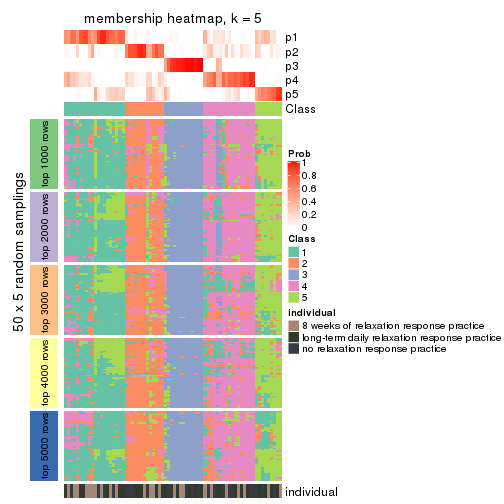 membership heatmap, k = 5
p1
p2
p3
p4
p5
Class
50 x 5 random samplings
top 1000 rows
top 2000 rows
top 3000 rows
top 4000 rows
top 5000 rows
individual
Prob
1
0.8
0.6
0.4
0.2
0
Class
1
2
3
4
5
individual
8 weeks of relaxation response practice
long-term daily relaxation response practice
no relaxation response practice